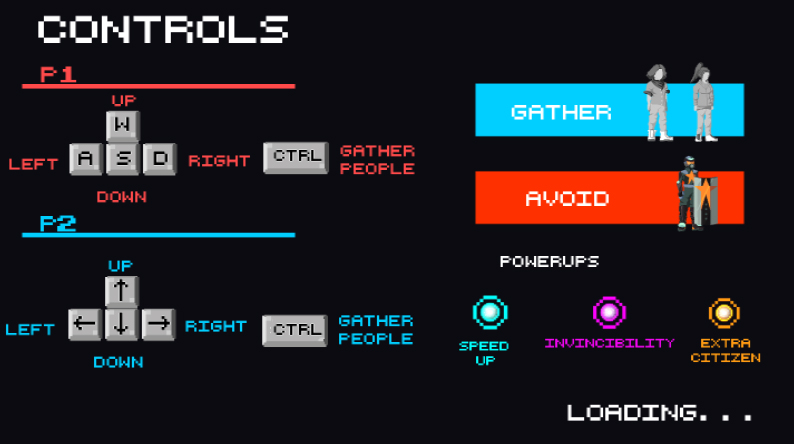 CONTROLS
P1
UP
W
LEFT A S D RIGHT CTRL GATHER PEOPLE
DOWN
P2
UP
↑
LEFT ← ↓ → RIGHT CTRL GATHER PEOPLE
DOWN
GATHER
AVOID
POWERUPS
SPEED UP
INVINCIBILITY
EXTRA CITIZEN
LOADING...